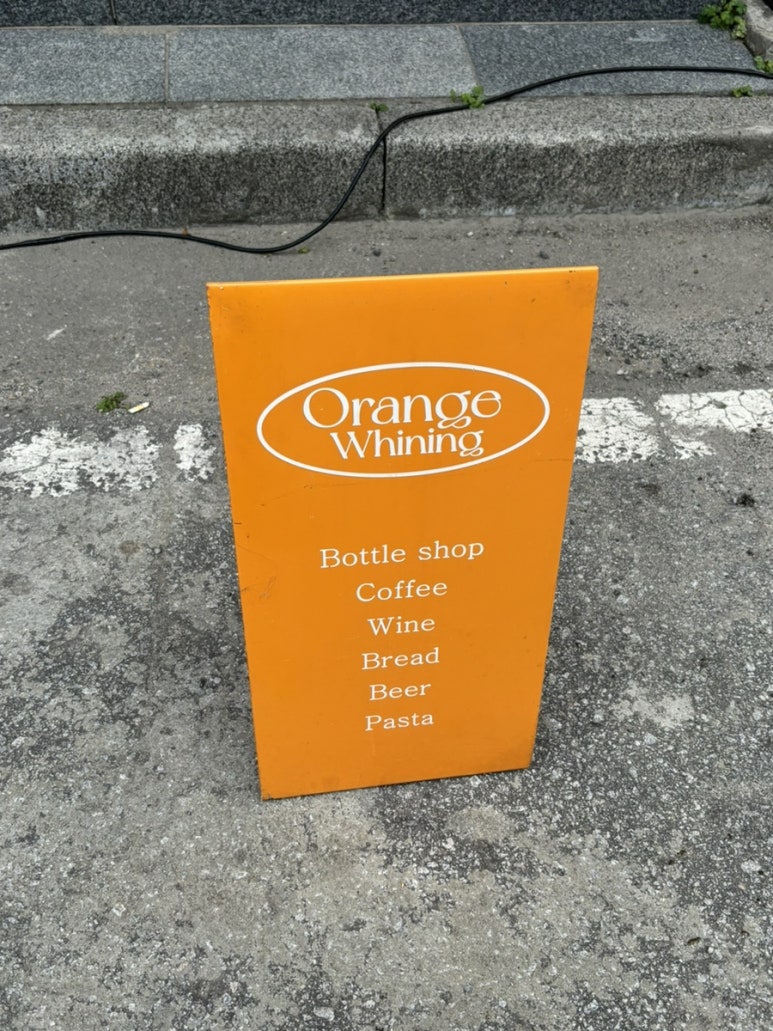 Orange
Whining
Bottle shop
Coffee
Wine
Bread
Beer
Pasta